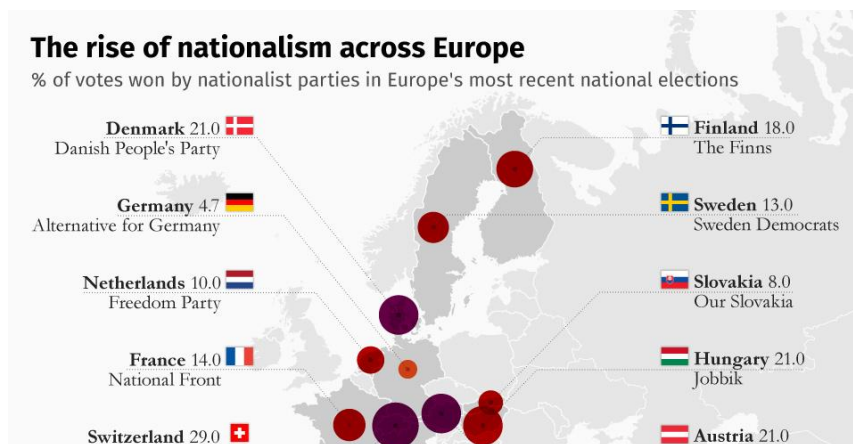 The rise of nationalism across Europe
% of votes won by nationalist parties in Europe's most recent national elections
Denmark 21.0
Danish People's Party
Germany 4.7
Alternative for Germany
Netherlands 10.0
Freedom Party
France 14.0
National Front
Switzerland 29.0
Finland 18.0
The Finns
Sweden 13.0
Sweden Democrats
Slovakia 8.0
Our Slovakia
Hungary 21.0
Jobbik
Austria 21.0